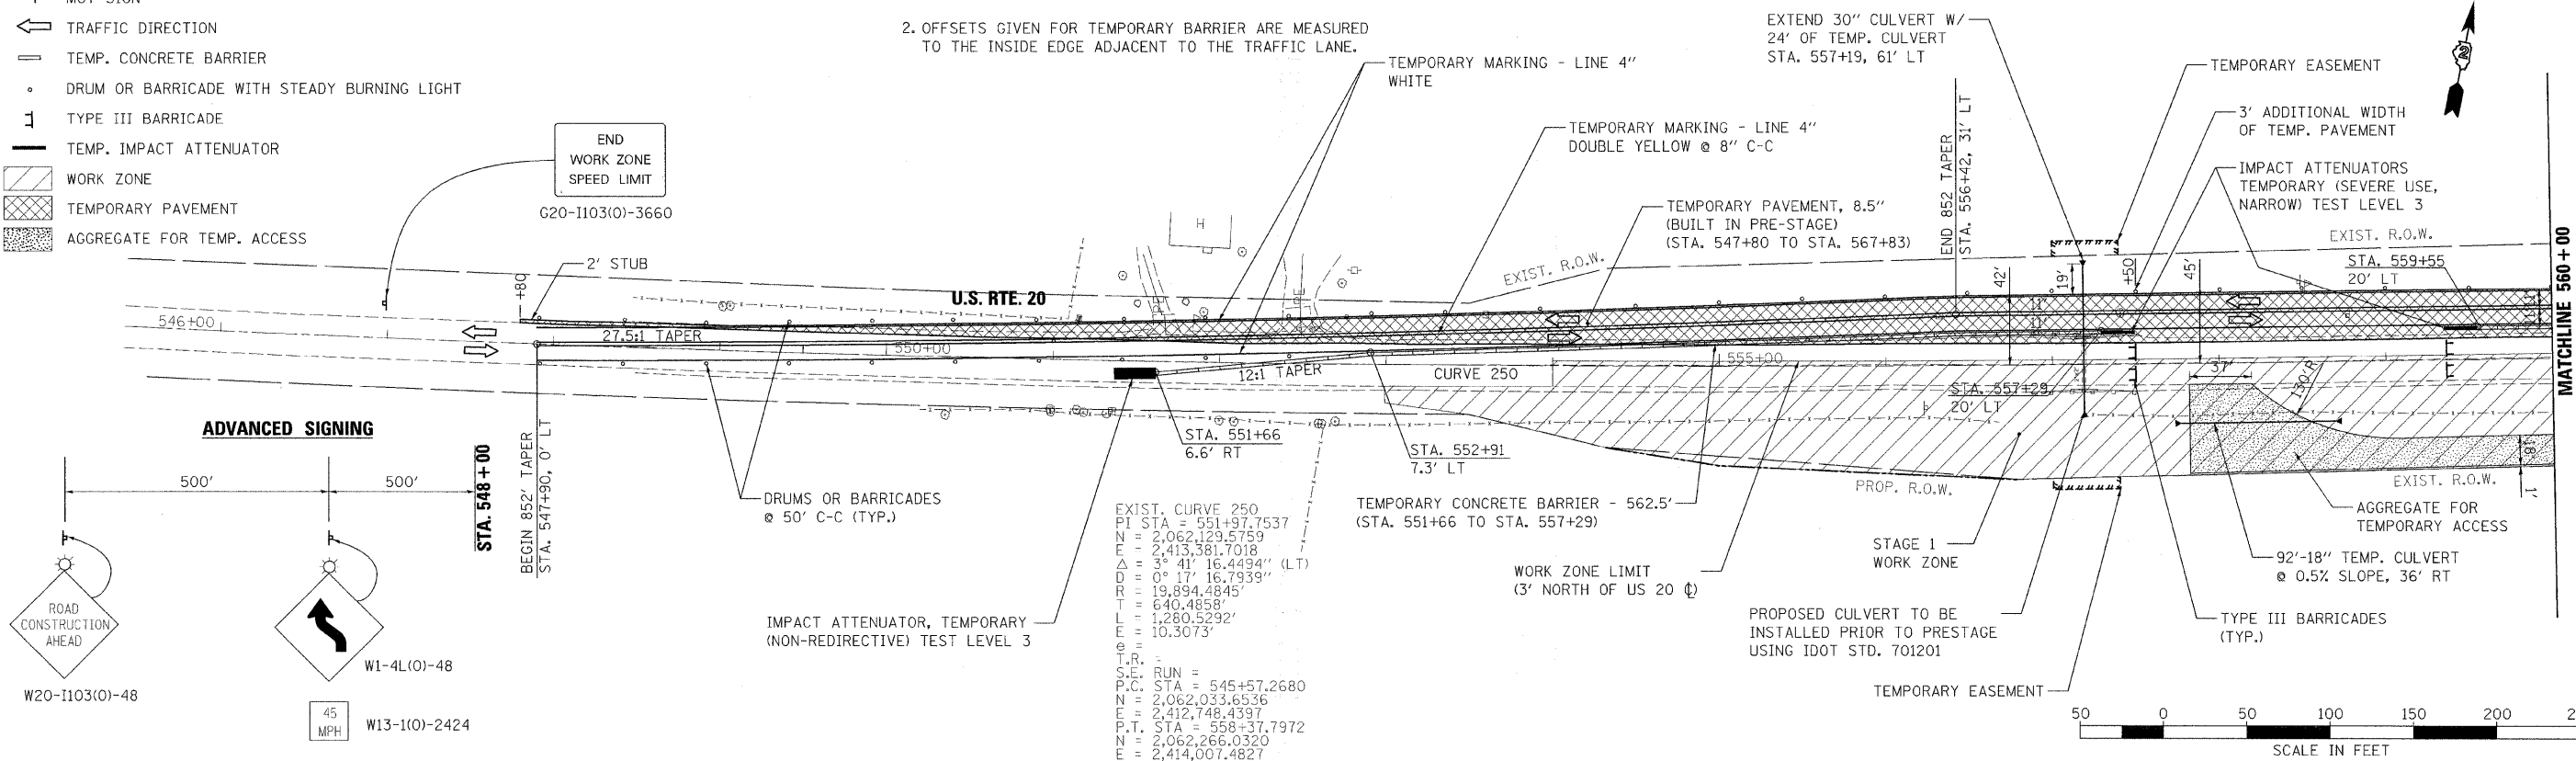 TRAFFIC DIRECTION
TEMP. CONCRETE BARRIER
DRUM OR BARRICADE WITH STEADY BURNING LIGHT
TYPE III BARRICADE
TEMP. IMPACT ATTENUATOR
WORK ZONE
TEMPORARY PAVEMENT
AGGREGATE FOR TEMP. ACCESS
END
WORK ZONE
SPEED LIMIT
G20-I103(O)-3660
2. OFFSETS GIVEN FOR TEMPORARY BARRIER ARE MEASURED
TO THE INSIDE EDGE ADJACENT TO THE TRAFFIC LANE.
TEMPORARY MARKING - LINE 4"
WHITE
TEMPORARY MARKING - LINE 4"
DOUBLE YELLOW @ 8" C-C
TEMPORARY PAVEMENT, 8.5"
(BUILT IN PRE-STAGE)
(STA. 547+80 TO STA. 567+83)
EXTEND 30" CULVERT W/
24' OF TEMP. CULVERT
STA. 557+19, 61' LT
END 852 TAPER
STA. 556+42, 31' LT
2
TEMPORARY EASEMENT
3' ADDITIONAL WIDTH
OF TEMP. PAVEMENT
IMPACT ATTENUATORS
TEMPORARY (SEVERE USE,
NARROW) TEST LEVEL 3
EXIST. R.O.W.
STA. 559+55
20' LT
MATCHLINE 560+00
H
2' STUB
+80
U.S. RTE. 20
EXIST. R.O.W.
PE
42'
19'
+50
45'
11'
11'
11'
11'
546+00
27.5:1 TAPER
550+00
12:1 TAPER
CURVE 250
555+00
STA. 557+29
20' LT
37'
130'R
18'
1'
ADVANCED SIGNING
500'
500'
STA. 548+00
BEGIN 852' TAPER
STA. 547+90, 0' LT
STA. 551+66
6.6' RT
STA. 552+91
7.3' LT
DRUMS OR BARRICADES
@ 50' C-C (TYP.)
TEMPORARY CONCRETE BARRIER - 562.5'
(STA. 551+66 TO STA. 557+29)
PROP. R.O.W.
EXIST. R.O.W.
AGGREGATE FOR
TEMPORARY ACCESS
EXIST. CURVE 250
PI STA = 551+97.7537
N = 2,062,129.5759
E = 2,413,381.7018
Δ = 3° 41' 16.4494" (LT)
D = 0° 17' 16.7939"
R = 19,894.4845'
T = 640.4858'
L = 1,280.5292'
E = 10.3073'
e =
T.R. =
S.E. RUN =
P.C. STA = 545+57.2680
N = 2,062,033.6536
E = 2,412,748.4397
P.T. STA = 558+37.7972
N = 2,062,266.0320
E = 2,414,007.4827
IMPACT ATTENUATOR, TEMPORARY
(NON-REDIRECTIVE) TEST LEVEL 3
WORK ZONE LIMIT
(3' NORTH OF US 20 ℄)
STAGE 1
WORK ZONE
92'-18" TEMP. CULVERT
@ 0.5% SLOPE, 36' RT
PROPOSED CULVERT TO BE
INSTALLED PRIOR TO PRESTAGE
USING IDOT STD. 701201
TYPE III BARRICADES
(TYP.)
TEMPORARY EASEMENT
ROAD
CONSTRUCTION
AHEAD
W20-I103(O)-48
W1-4L(O)-48
45
MPH
W13-1(O)-2424
50 0 50 100 150 200
SCALE IN FEET